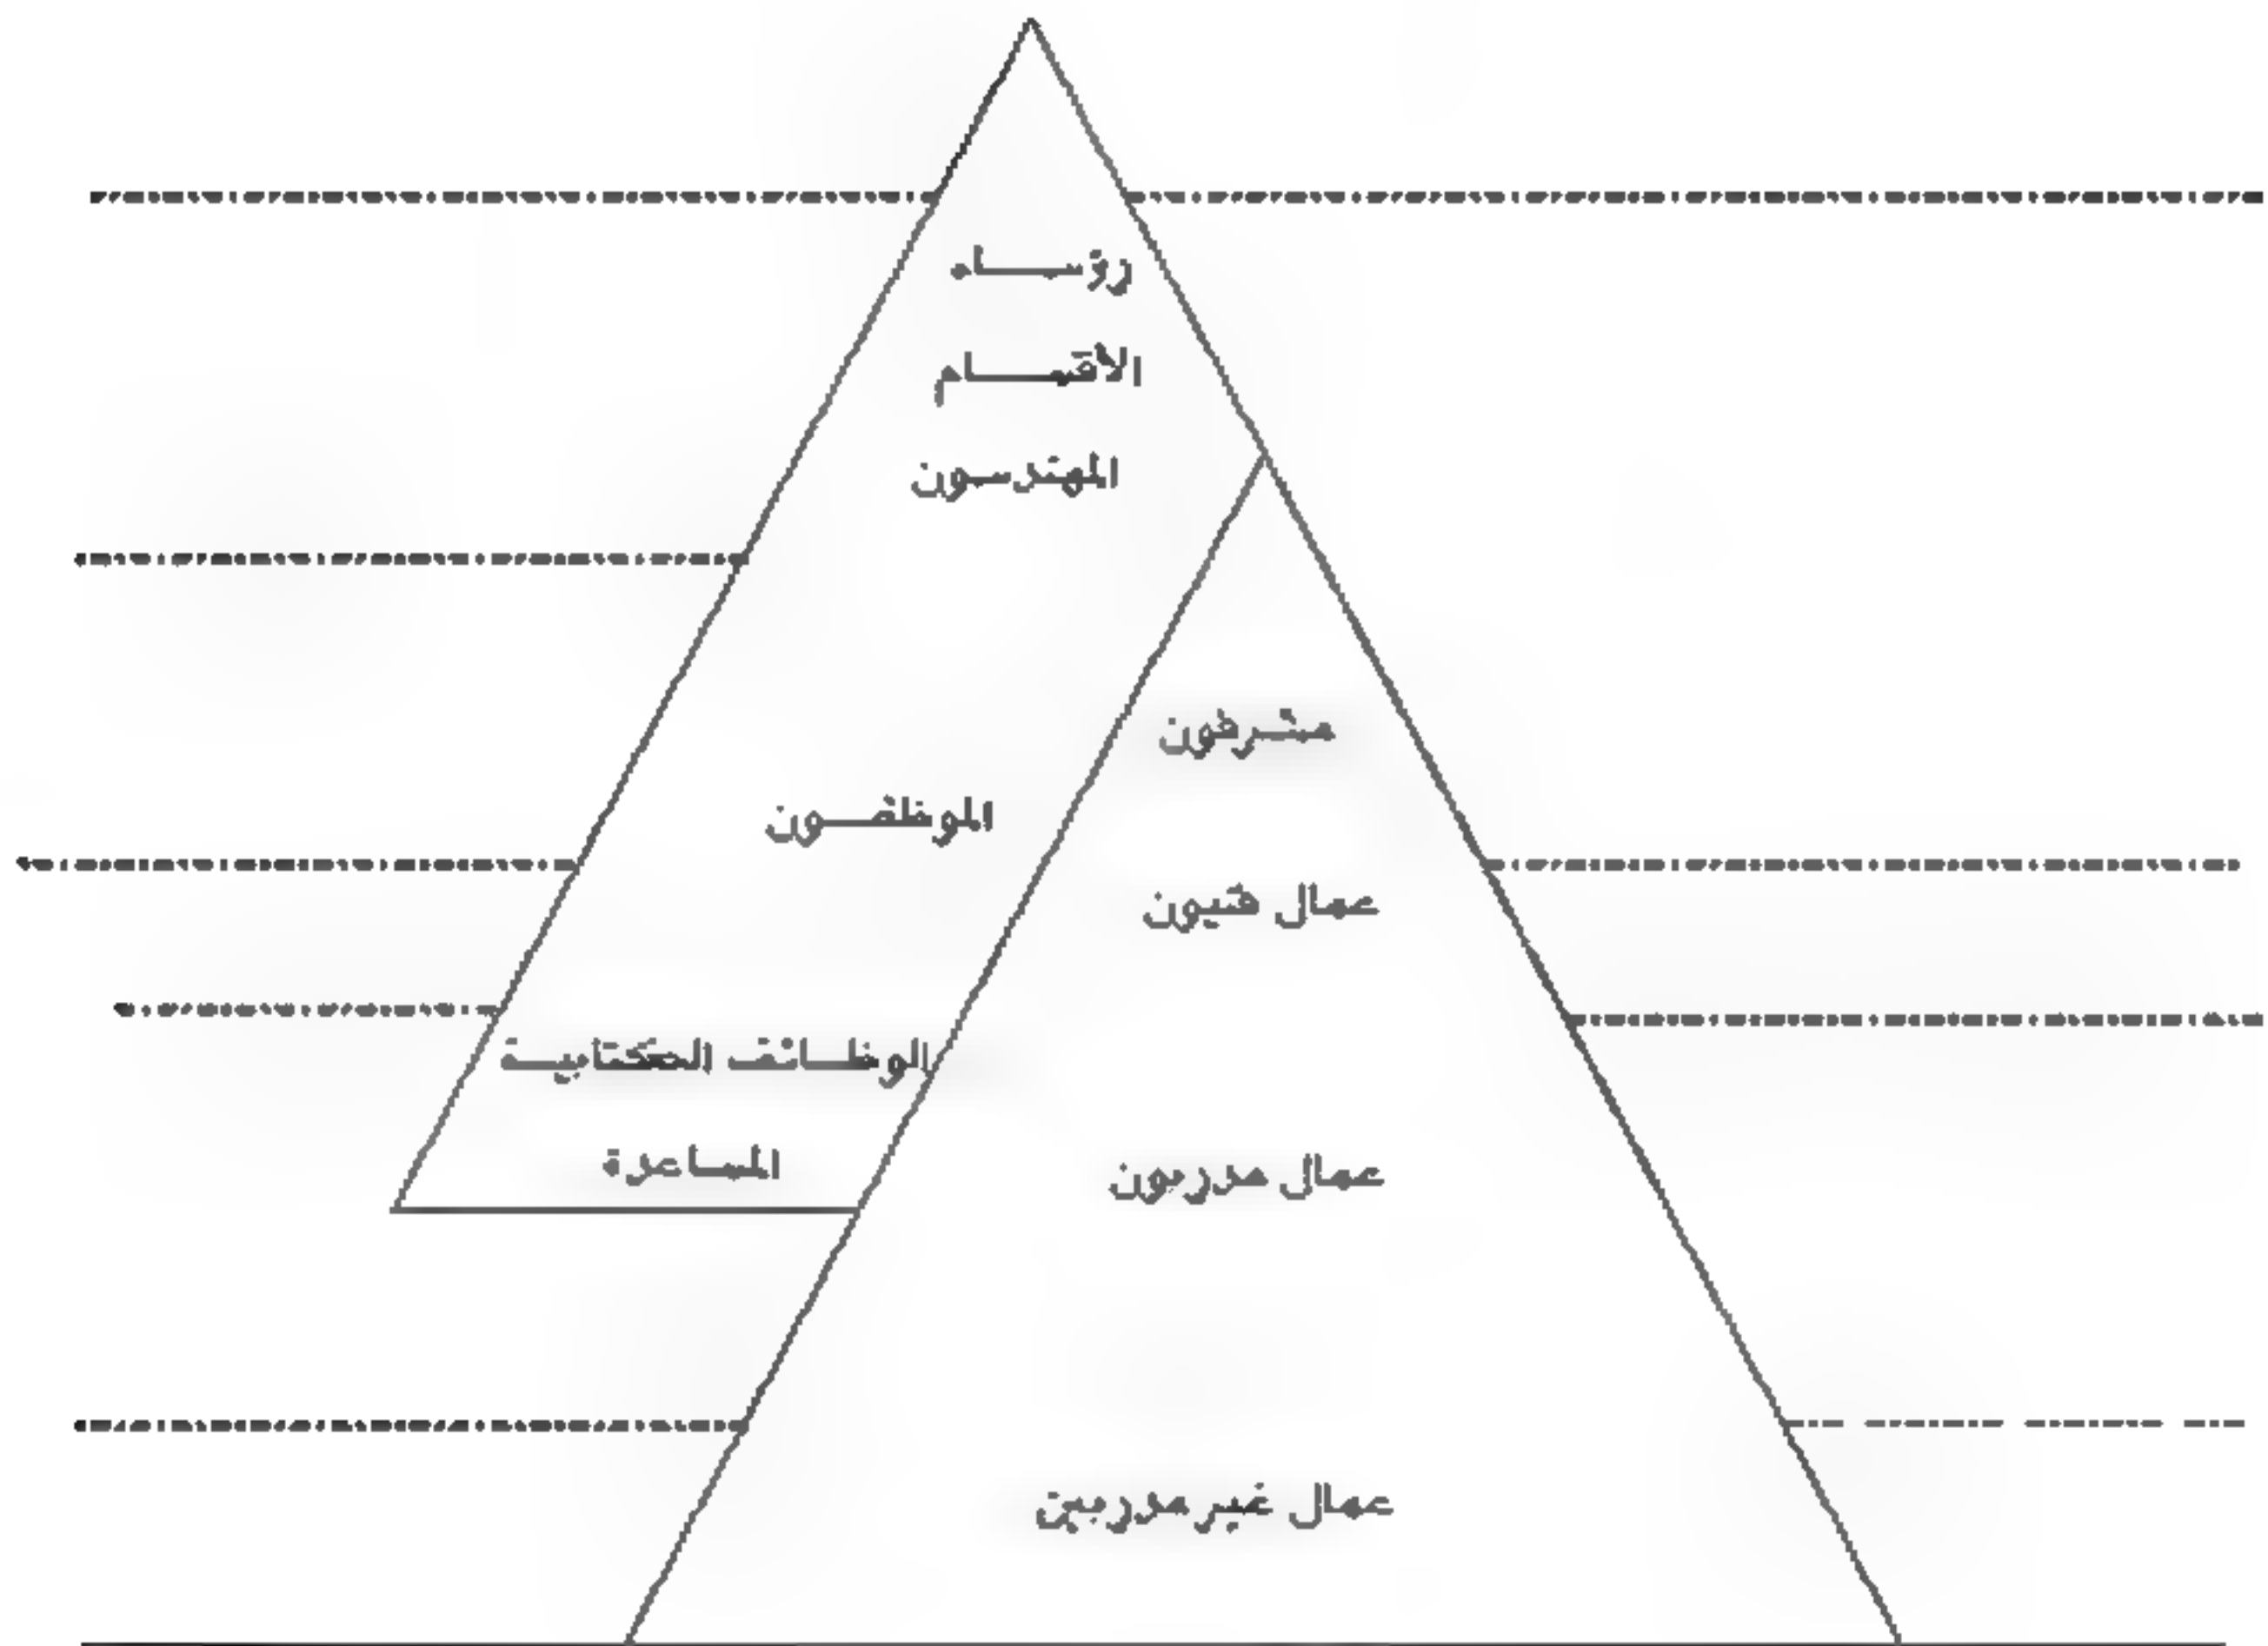 رؤساء
الأقسام
المهندسون
مشرفون
الموظفون
عمال فنيون
الوظائف الكتابية
المساعدة
عمال مدربون
عمال غير مدربين